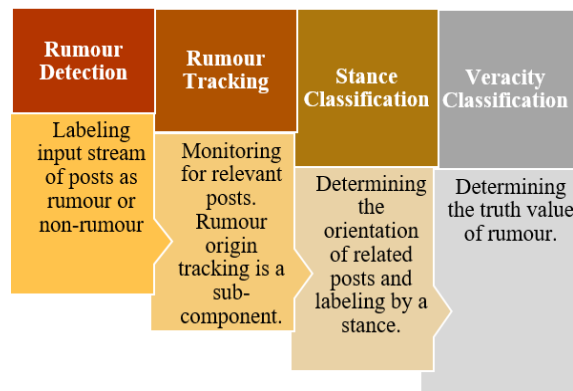 Rumour
Detection
Labeling
input stream
of posts as
rumour or
non-rumour
Rumour
Tracking
Monitoring
for relevant
posts.
Rumour
origin
tracking is a
sub-
component.
Stance
Classification
Determining
the
orientation
of related
posts and
labeling by a
stance.
Veracity
Classification
Determining
the truth value
of rumour.